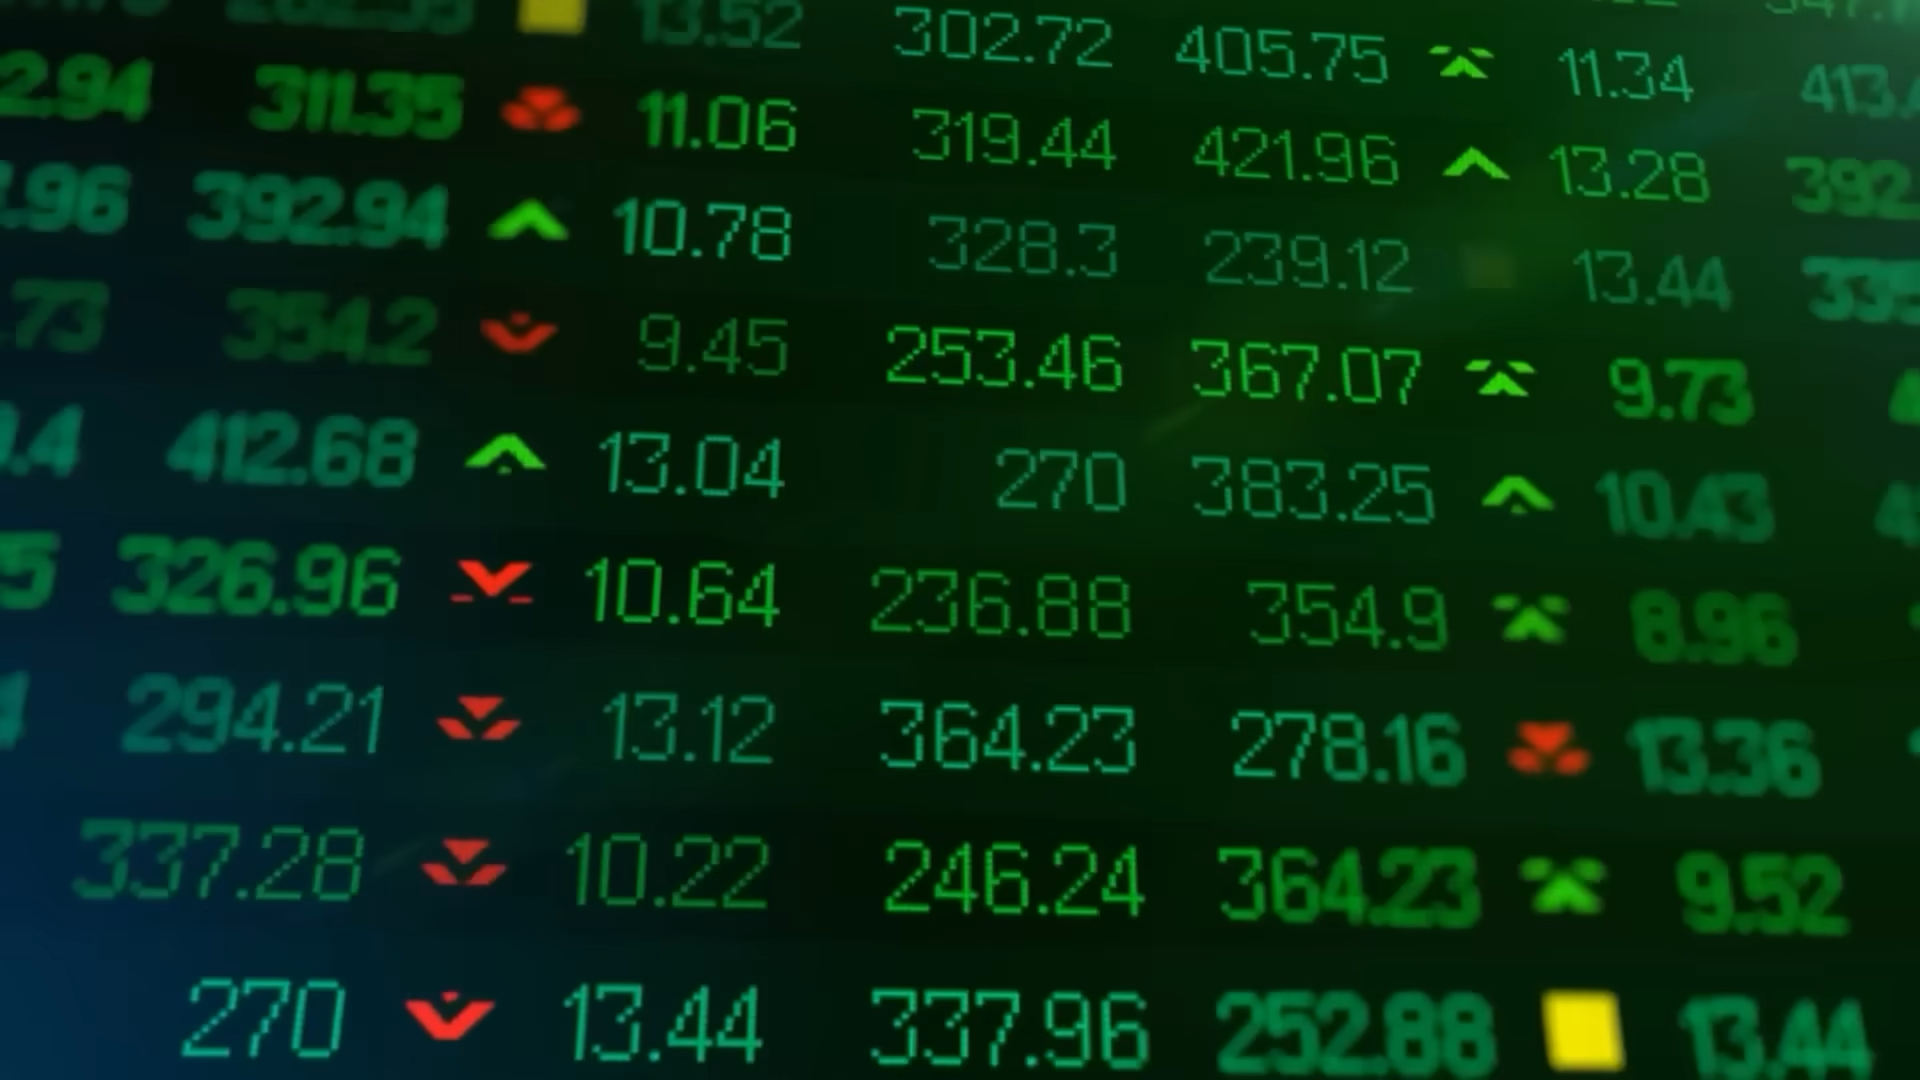 13.52 302.72 405.75 11.34
2.94 311.35 11.06 319.44 421.96 13.28
.96 392.94 10.78 328.3 239.12 13.44
.73 354.2 9.45 253.46 367.07 9.73
.4 412.68 13.04 270 383.25 10.43
5 326.96 10.64 236.88 354.9 8.96
294.21 13.12 364.23 278.16 13.36
337.28 10.22 246.24 364.23 9.52
270 13.44 337.96 252.88 13.44